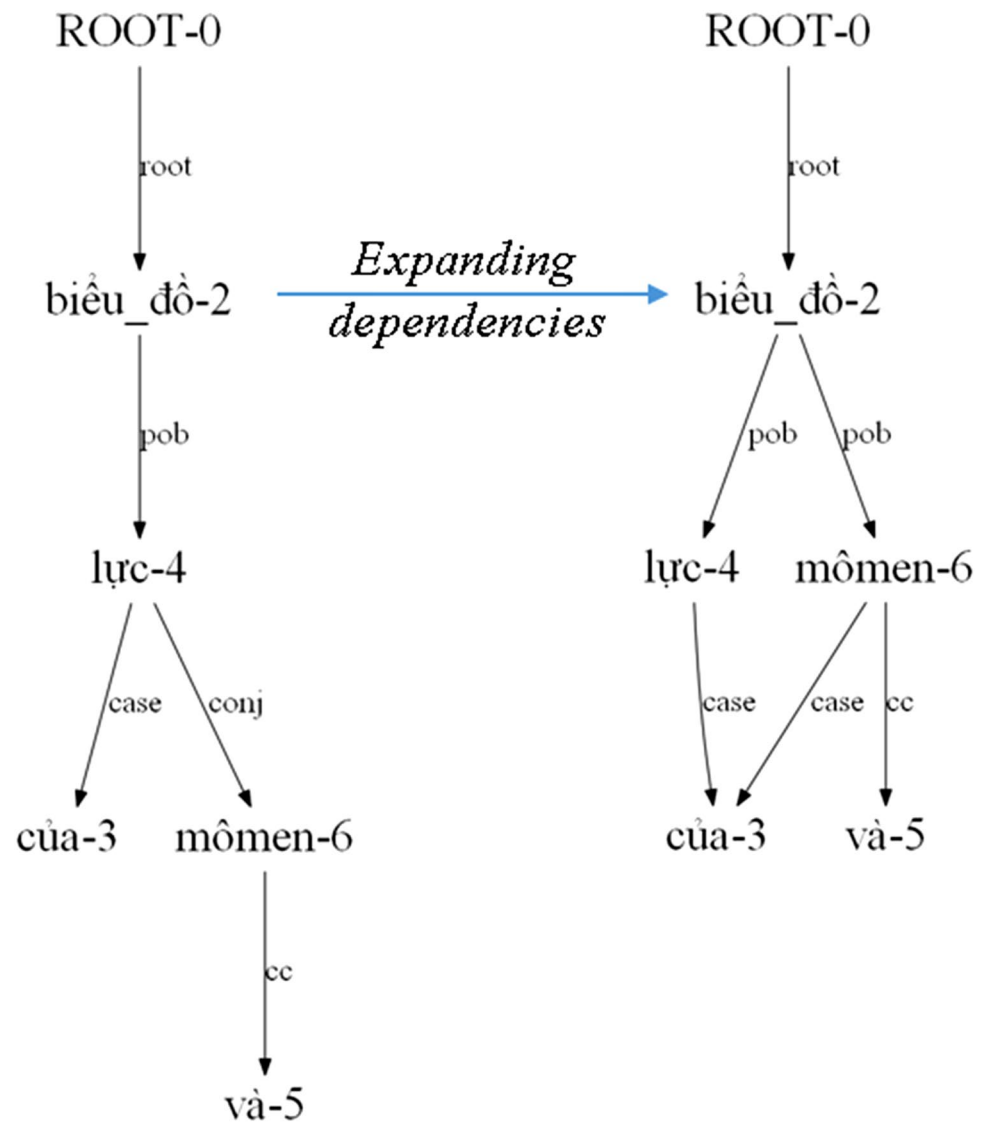 ROOT-0
root
biểu_đồ-2
pob
lực-4
case
conj
của-3
mômen-6
cc
và-5
Expanding
dependencies
ROOT-0
root
biểu_đồ-2
pob
pob
lực-4
mômen-6
case
case
cc
của-3
và-5